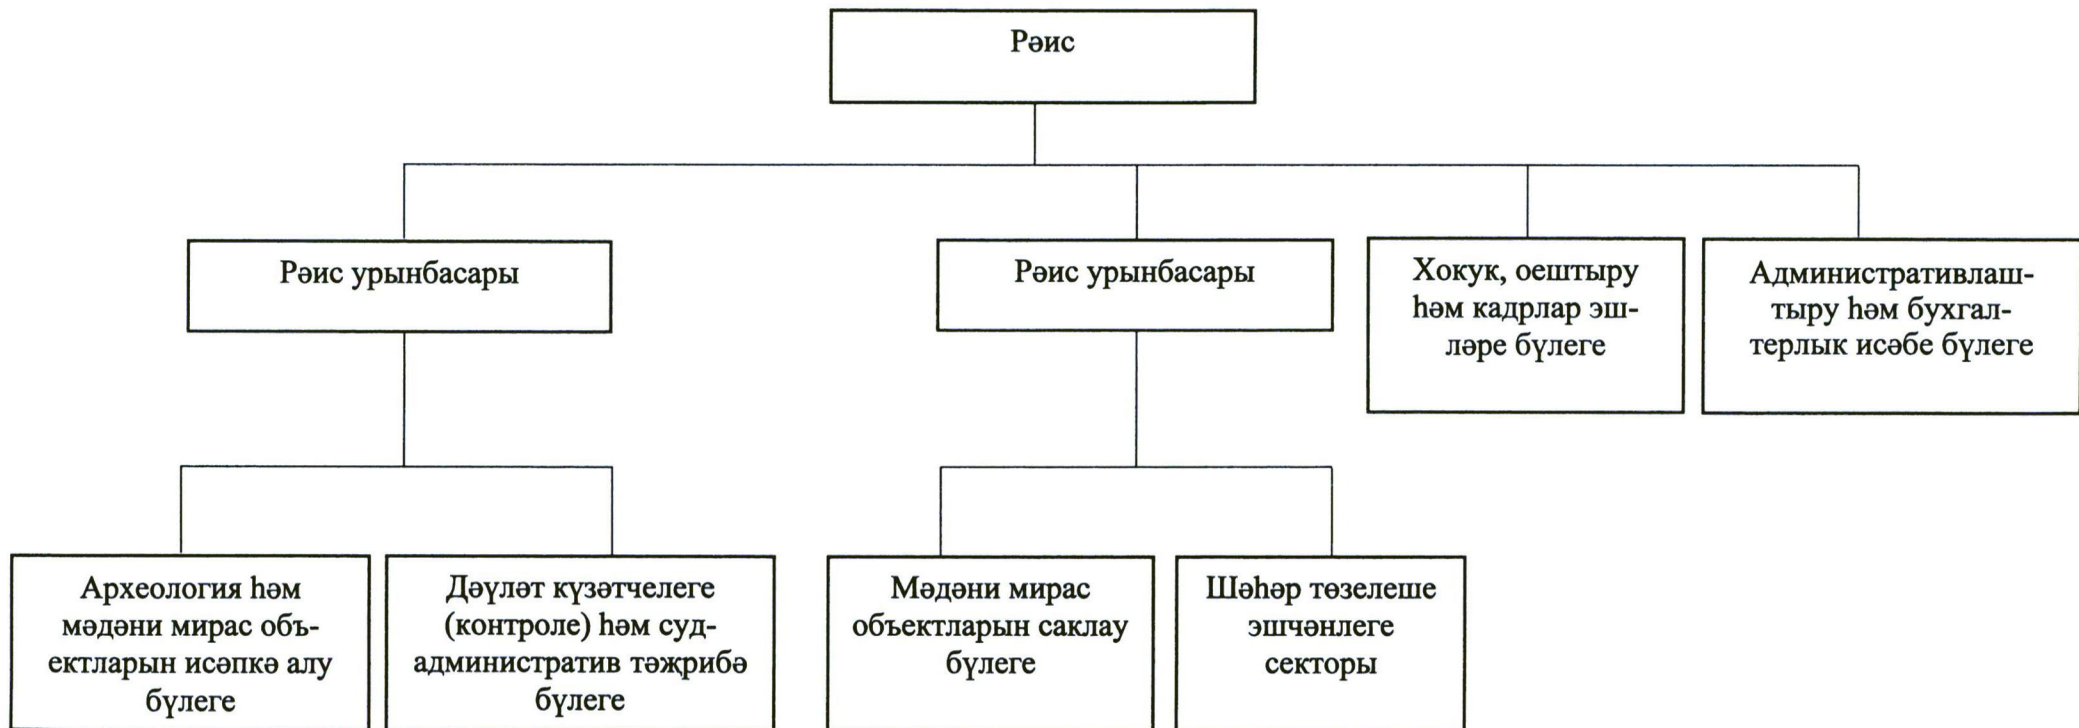 Рәис
Рәис урынбасары
Рәис урынбасары
Хокук, оештыру
һәм кадрлар эш-
ләре бүлеге
Административлаш-
тыру һәм бухгал-
терлык исәбе бүлеге
Археология һәм
мәдәни мирас объ-
ектларын исәпкә алу
бүлеге
Дәүләт күзәтчелеге
(контроле) һәм суд-
административ тәҗрибә
бүлеге
Мәдәни мирас
объектларын саклау
бүлеге
Шәһәр төзелеше
эшчәнлеге
секторы